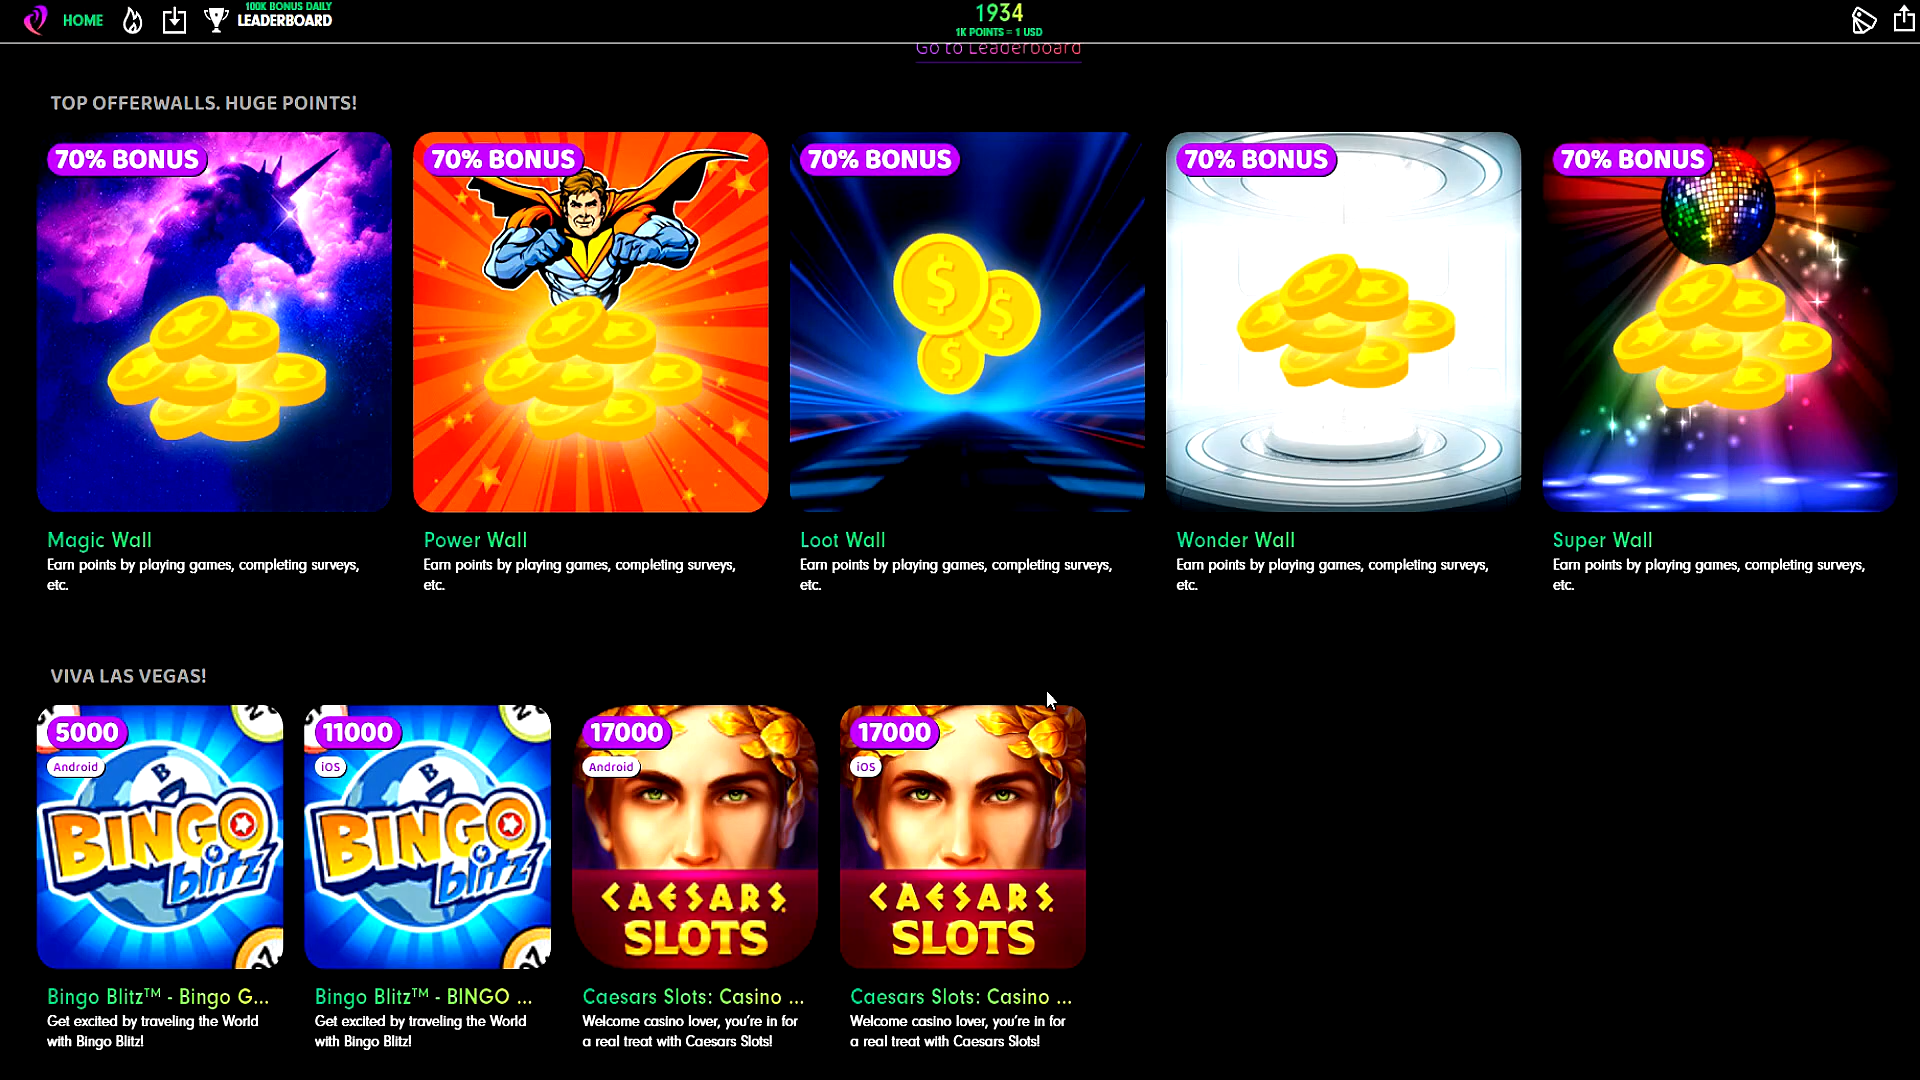 HOME
100K BONUS DAILY
LEADERBOARD
1934
1K POINTS = 1 USD
Go to Leaderboard
TOP OFFERWALLS. HUGE POINTS!
70% BONUS
70% BONUS
70% BONUS
70% BONUS
70% BONUS
Magic Wall
Earn points by playing games, completing surveys,
etc.
Power Wall
Earn points by playing games, completing surveys,
etc.
Loot Wall
Earn points by playing games, completing surveys,
etc.
Wonder Wall
Earn points by playing games, completing surveys,
etc.
Super Wall
Earn points by playing games, completing surveys,
etc.
VIVA LAS VEGAS!
5000
Android
BINGO
blitz
11000
iOS
BINGO
blitz
17000
Android
CAESARS
SLOTS
17000
iOS
CAESARS
SLOTS
Bingo Blitz™ - Bingo G...
Get excited by traveling the World
with Bingo Blitz!
Bingo Blitz™ - BINGO ...
Get excited by traveling the World
with Bingo Blitz!
Caesars Slots: Casino ...
Welcome casino lover, you're in for
a real treat with Caesars Slots!
Caesars Slots: Casino ...
Welcome casino lover, you're in for
a real treat with Caesars Slots!